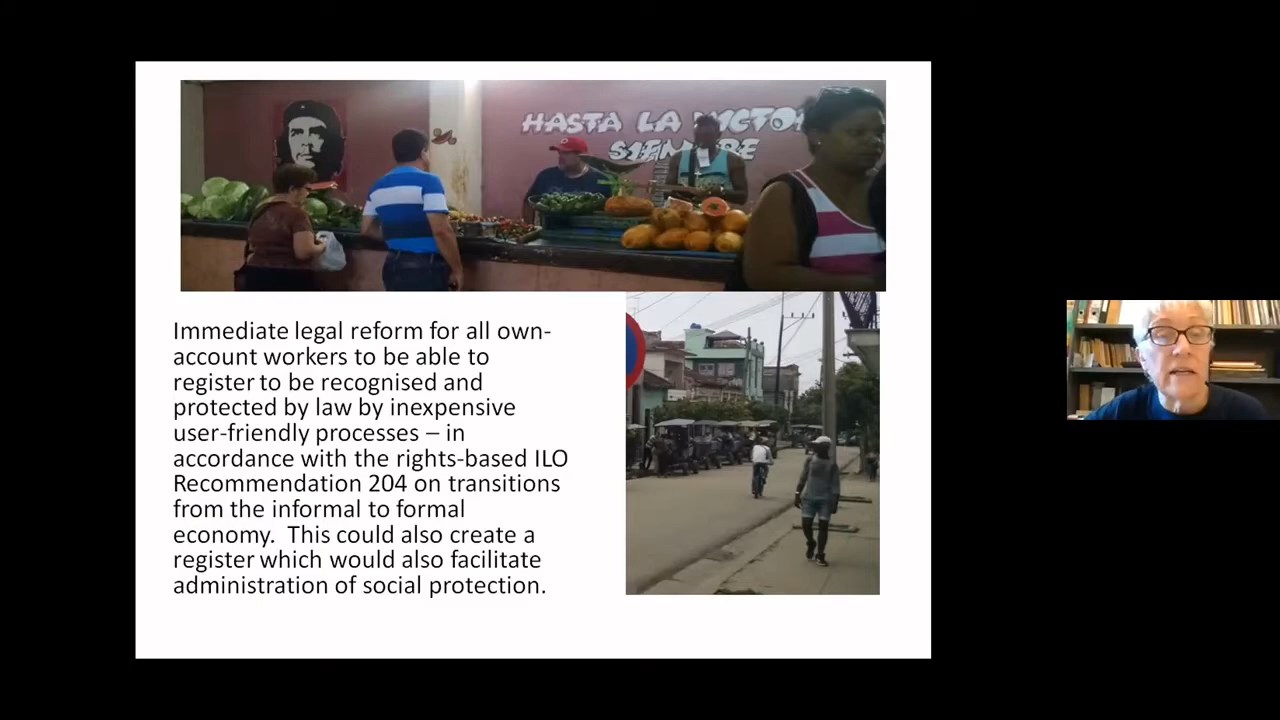 HASTA LA VICTO
SIEMPRE
Immediate legal reform for all own-
account workers to be able to
register to be recognised and
protected by law by inexpensive
user-friendly processes – in
accordance with the rights-based ILO
Recommendation 204 on transitions
from the informal to formal
economy.  This could also create a
register which would also facilitate
administration of social protection.